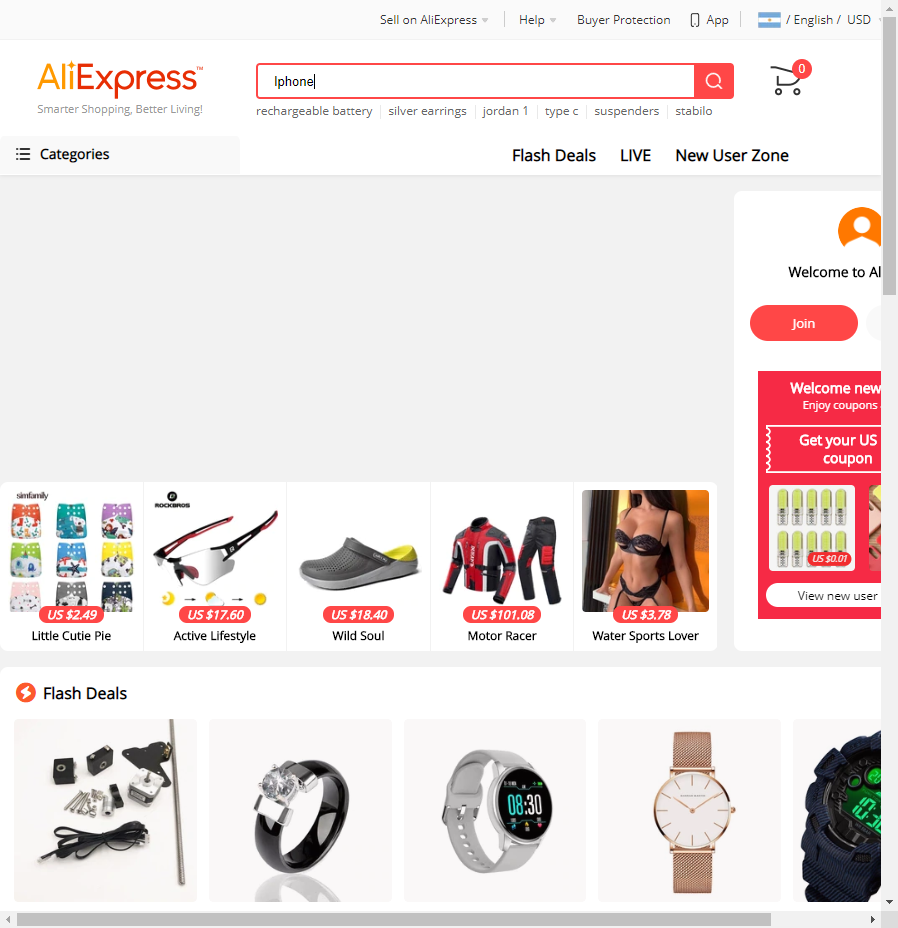 Sell on AliExpress
Help
Buyer Protection
App
/ English / USD
AliExpress™
Smarter Shopping, Better Living!
Iphone
0
rechargeable battery
silver earrings
jordan 1
type c
suspenders
stabilo
Categories
Flash Deals
LIVE
New User Zone
Welcome to Al
Join
Welcome new
Enjoy coupons
Get your US
coupon
US $0.01
View new user
simfamily
US $2.49
Little Cutie Pie
ROCKBROS
US $17.60
Active Lifestyle
US $18.40
Wild Soul
US $101.08
Motor Racer
US $3.78
Water Sports Lover
Flash Deals
08:30